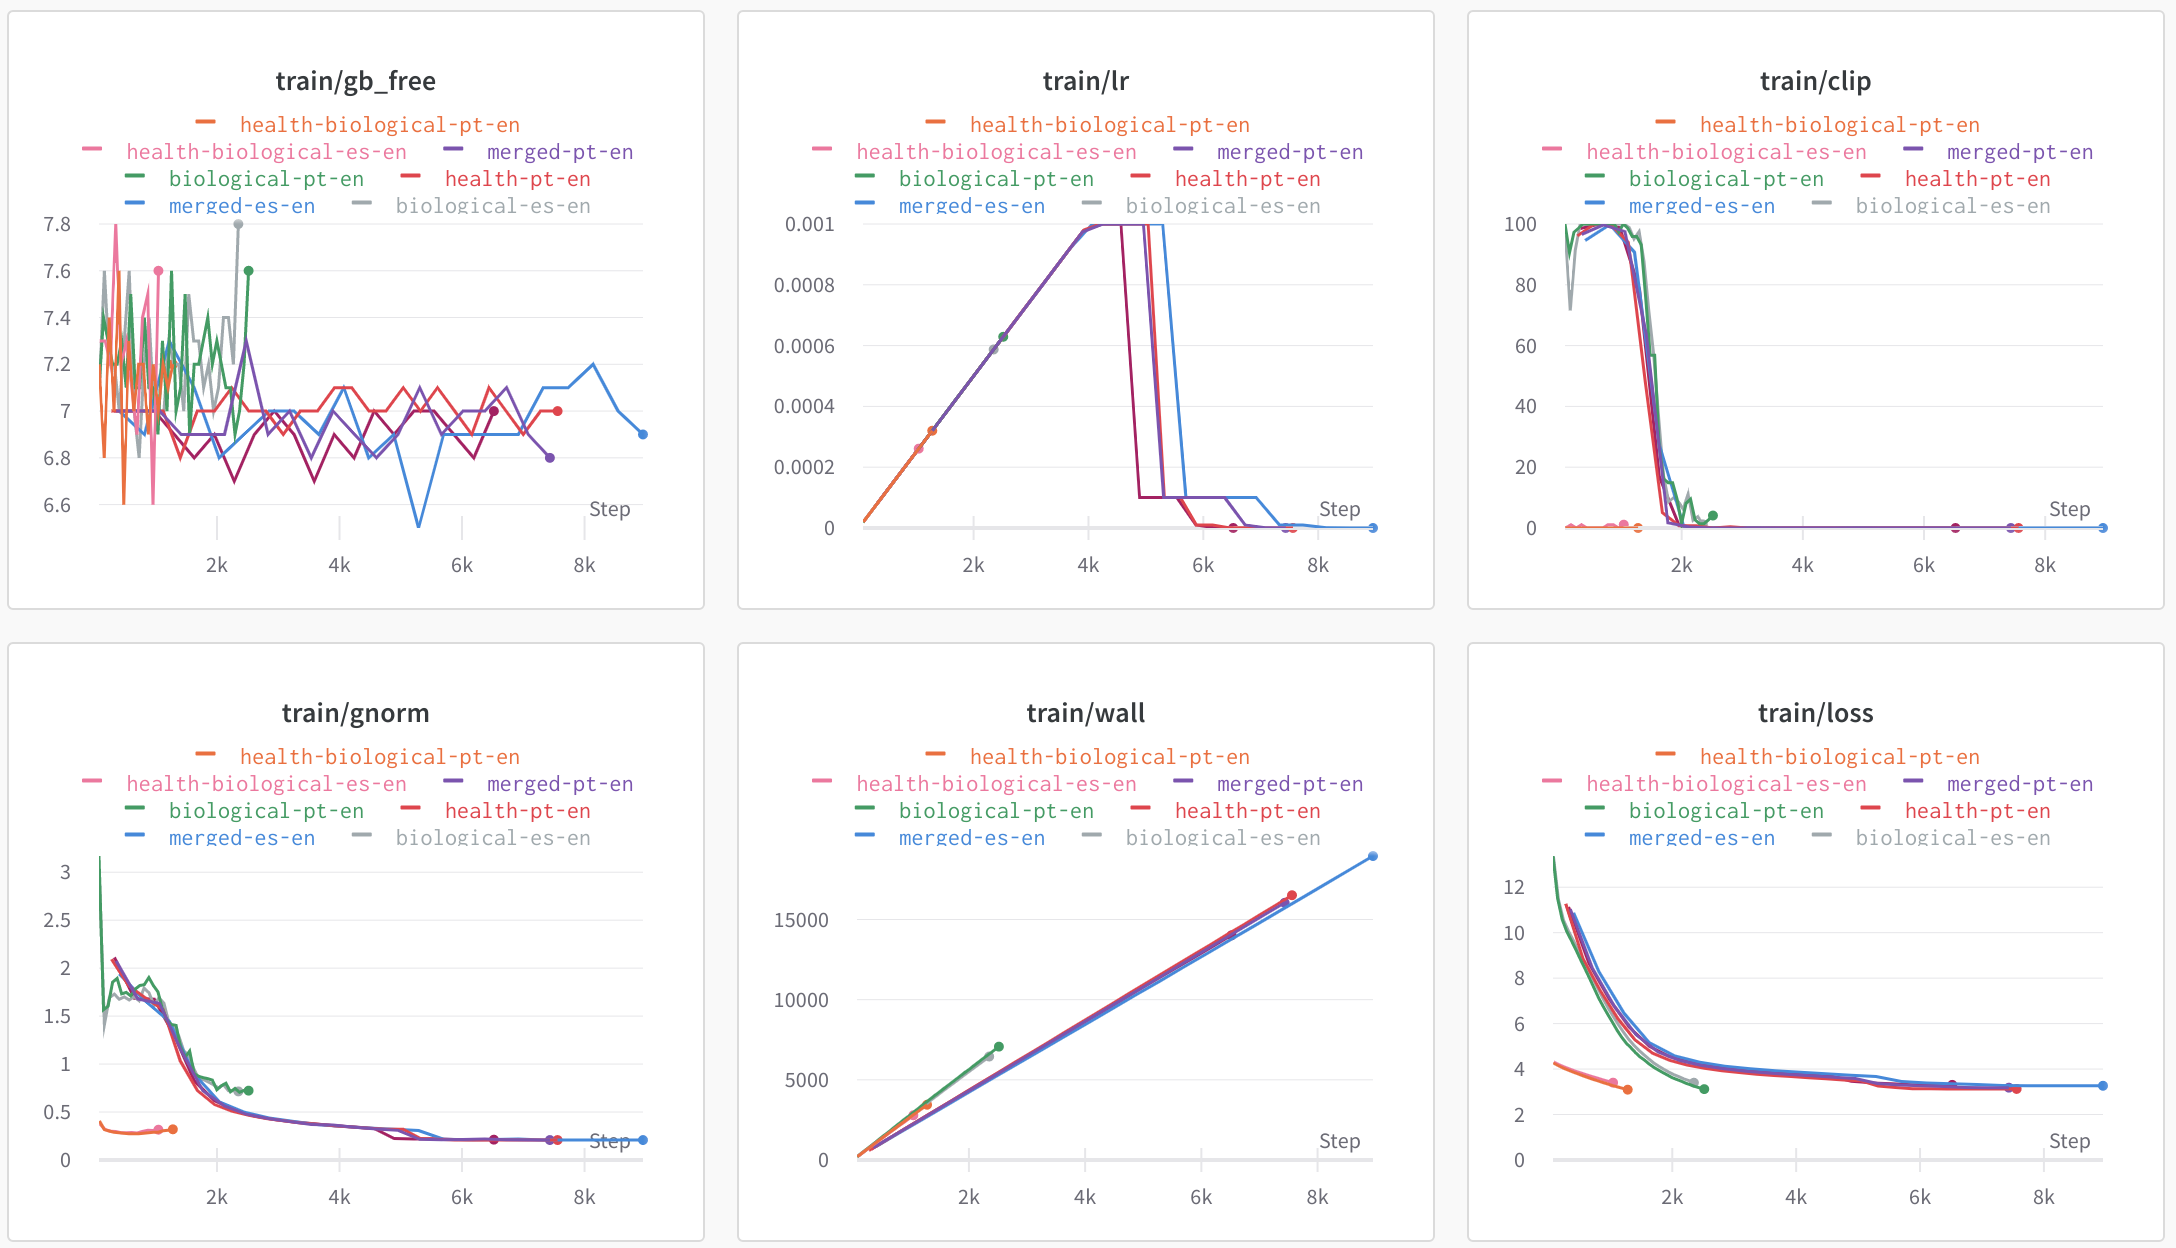 train/gb_free
health-biological-pt-en
health-biological-es-en merged-pt-en
biological-pt-en health-pt-en
merged-es-en biological-es-en
7.8
7.6
7.4
7.2
7
6.8
6.6
Step
2k 4k 6k 8k
train/lr
health-biological-pt-en
health-biological-es-en merged-pt-en
biological-pt-en health-pt-en
merged-es-en biological-es-en
0.001
0.0008
0.0006
0.0004
0.0002
0
Step
2k 4k 6k 8k
train/clip
health-biological-pt-en
health-biological-es-en merged-pt-en
biological-pt-en health-pt-en
merged-es-en biological-es-en
100
80
60
40
20
0
Step
2k 4k 6k 8k
train/gnorm
health-biological-pt-en
health-biological-es-en merged-pt-en
biological-pt-en health-pt-en
merged-es-en biological-es-en
3
2.5
2
1.5
1
0.5
0
Step
2k 4k 6k 8k
train/wall
health-biological-pt-en
health-biological-es-en merged-pt-en
biological-pt-en health-pt-en
merged-es-en biological-es-en
15000
10000
5000
0
Step
2k 4k 6k 8k
train/loss
health-biological-pt-en
health-biological-es-en merged-pt-en
biological-pt-en health-pt-en
merged-es-en biological-es-en
12
10
8
6
4
2
0
Step
2k 4k 6k 8k